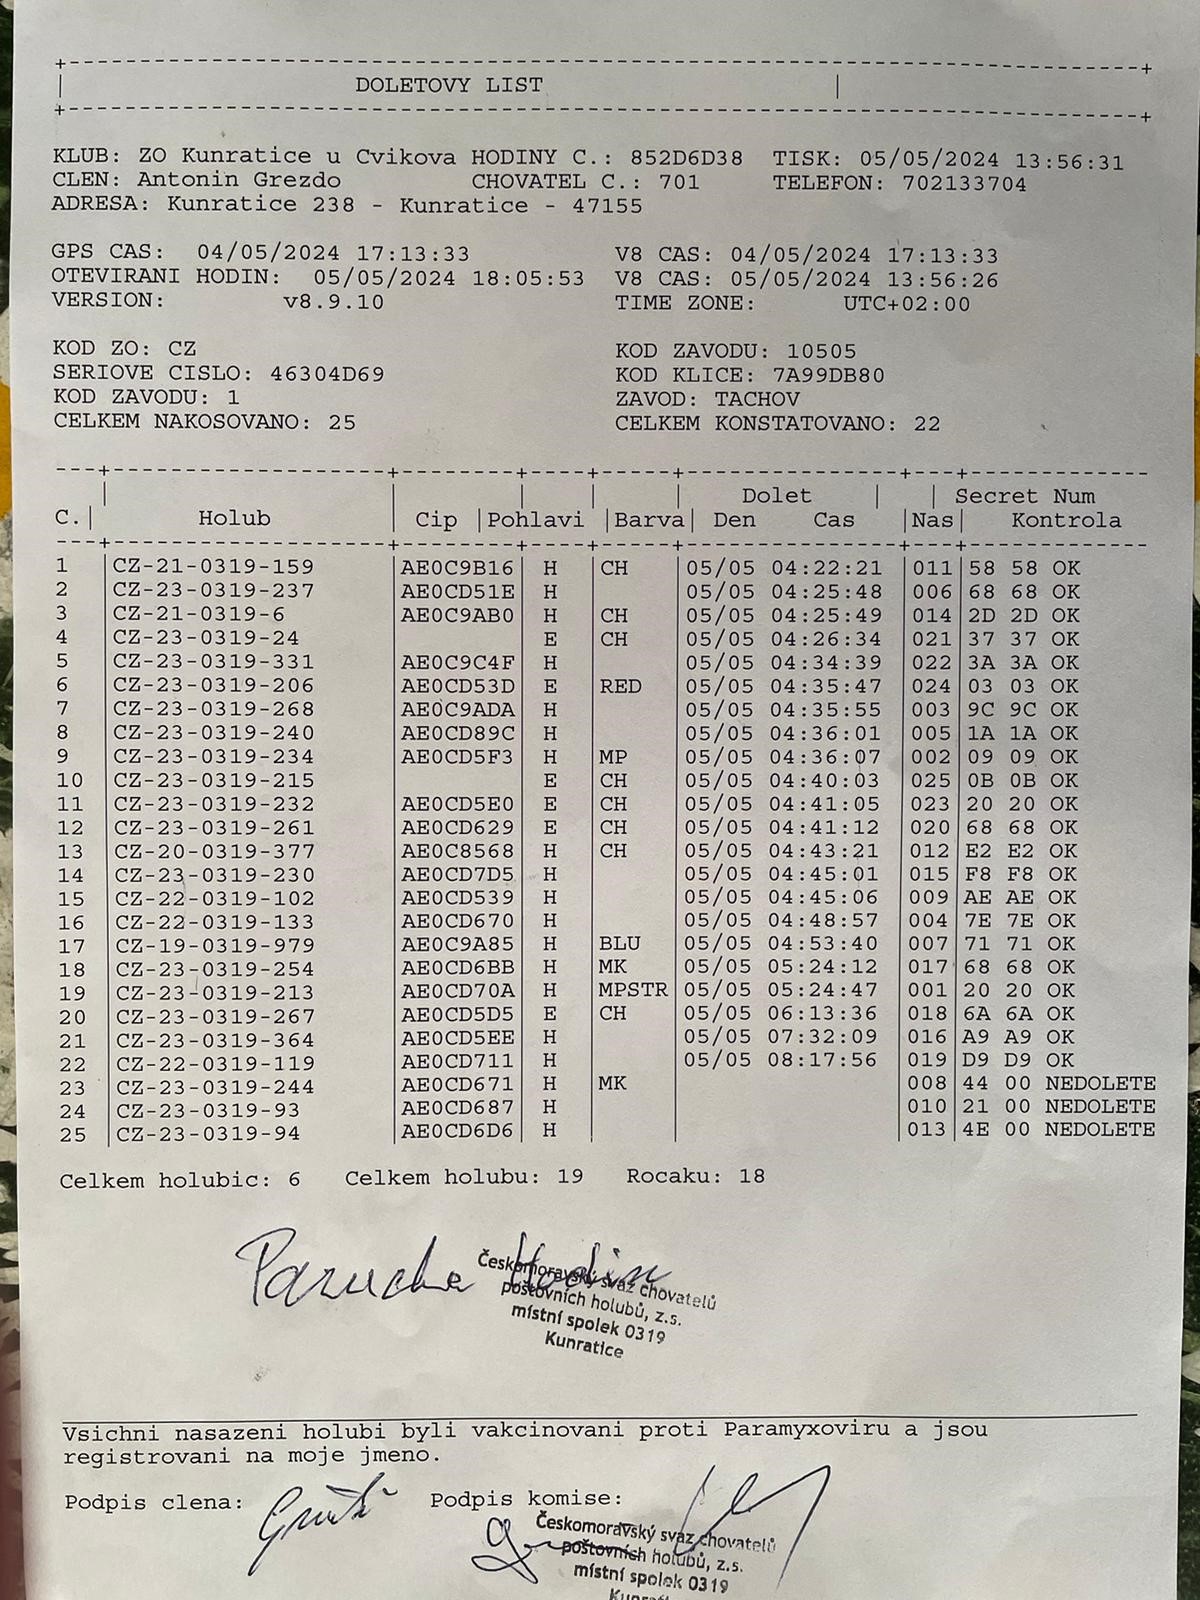 DOLETOVY LIST
KLUB: ZO Kunratice u Cvikova HODINY C.: 852D6D38 TISK: 05/05/2024 13:56:31
CLEN: Antonin Grezdo CHOVATEL C.: 701 TELEFON: 702133704
ADRESA: Kunratice 238 - Kunratice - 47155
GPS CAS: 04/05/2024 17:13:33 V8 CAS: 04/05/2024 17:13:33
OTEVIRANI HODIN: 05/05/2024 18:05:53 V8 CAS: 05/05/2024 13:56:26
VERSION: v8.9.10 TIME ZONE: UTC+02:00
KOD ZO: CZ KOD ZAVODU: 10505
SERIOVE CISLO: 46304D69 KOD KLICE: 7A99DB80
KOD ZAVODU: 1 ZAVOD: TACHOV
CELKEM NAKOSOVANO: 25 CELKEM KONSTATOVANO: 22
Dolet | | Secret Num
C.| Holub | Cip |Pohlavi |Barva| Den Cas |Nas| Kontrola
1 |CZ-21-0319-159 |AE0C9B16| H |CH |05/05 04:22:21 |011|58 58 OK
2 |CZ-23-0319-237 |AE0CD51E| H | |05/05 04:25:48 |006|68 68 OK
3 |CZ-21-0319-6 |AE0C9AB0| H |CH |05/05 04:25:49 |014|2D 2D OK
4 |CZ-23-0319-24 | | E |CH |05/05 04:26:34 |021|37 37 OK
5 |CZ-23-0319-331 |AE0C9C4F| H | |05/05 04:34:39 |022|3A 3A OK
6 |CZ-23-0319-206 |AE0CD53D| E |RED |05/05 04:35:47 |024|03 03 OK
7 |CZ-23-0319-268 |AE0C9ADA| H | |05/05 04:35:55 |003|9C 9C OK
8 |CZ-23-0319-240 |AE0CD89C| H | |05/05 04:36:01 |005|1A 1A OK
9 |CZ-23-0319-234 |AE0CD5F3| H |MP |05/05 04:36:07 |002|09 09 OK
10 |CZ-23-0319-215 | | E |CH |05/05 04:40:03 |025|0B 0B OK
11 |CZ-23-0319-232 |AE0CD5E0| E |CH |05/05 04:41:05 |023|20 20 OK
12 |CZ-23-0319-261 |AE0CD629| E |CH |05/05 04:41:12 |020|68 68 OK
13 |CZ-20-0319-377 |AE0C8568| H |CH |05/05 04:43:21 |012|E2 E2 OK
14 |CZ-23-0319-230 |AE0CD7D5| H | |05/05 04:45:01 |015|F8 F8 OK
15 |CZ-22-0319-102 |AE0CD539| H | |05/05 04:45:06 |009|AE AE OK
16 |CZ-22-0319-133 |AE0CD670| H | |05/05 04:48:57 |004|7E 7E OK
17 |CZ-19-0319-979 |AE0C9A85| H |BLU |05/05 04:53:40 |007|71 71 OK
18 |CZ-23-0319-254 |AE0CD6BB| H |MK |05/05 05:24:12 |017|68 68 OK
19 |CZ-23-0319-213 |AE0CD70A| H |MPSTR|05/05 05:24:47 |001|20 20 OK
20 |CZ-23-0319-267 |AE0CD5D5| E |CH |05/05 06:13:36 |018|6A 6A OK
21 |CZ-23-0319-364 |AE0CD5EE| H | |05/05 07:32:09 |016|A9 A9 OK
22 |CZ-22-0319-119 |AE0CD711| H | |05/05 08:17:56 |019|D9 D9 OK
23 |CZ-23-0319-244 |AE0CD671| H |MK | |008|44 00 NEDOLETE
24 |CZ-23-0319-93 |AE0CD687| H | | |010|21 00 NEDOLETE
25 |CZ-23-0319-94 |AE0CD6D6| H | | |013|4E 00 NEDOLETE
Celkem holubic: 6 Celkem holubu: 19 Rocaku: 18
Porucha Hodin
Českomoravský svaz chovatelů
poštovních holubů, z.s.
místní spolek 0319
Kunratice
Vsichni nasazeni holubi byli vakcinovani proti Paramyxoviru a jsou
registrovani na moje jmeno.
Podpis clena: Podpis komise:
Českomoravský svaz chovatelů
poštovních holubů, z.s.
místní spolek 0319